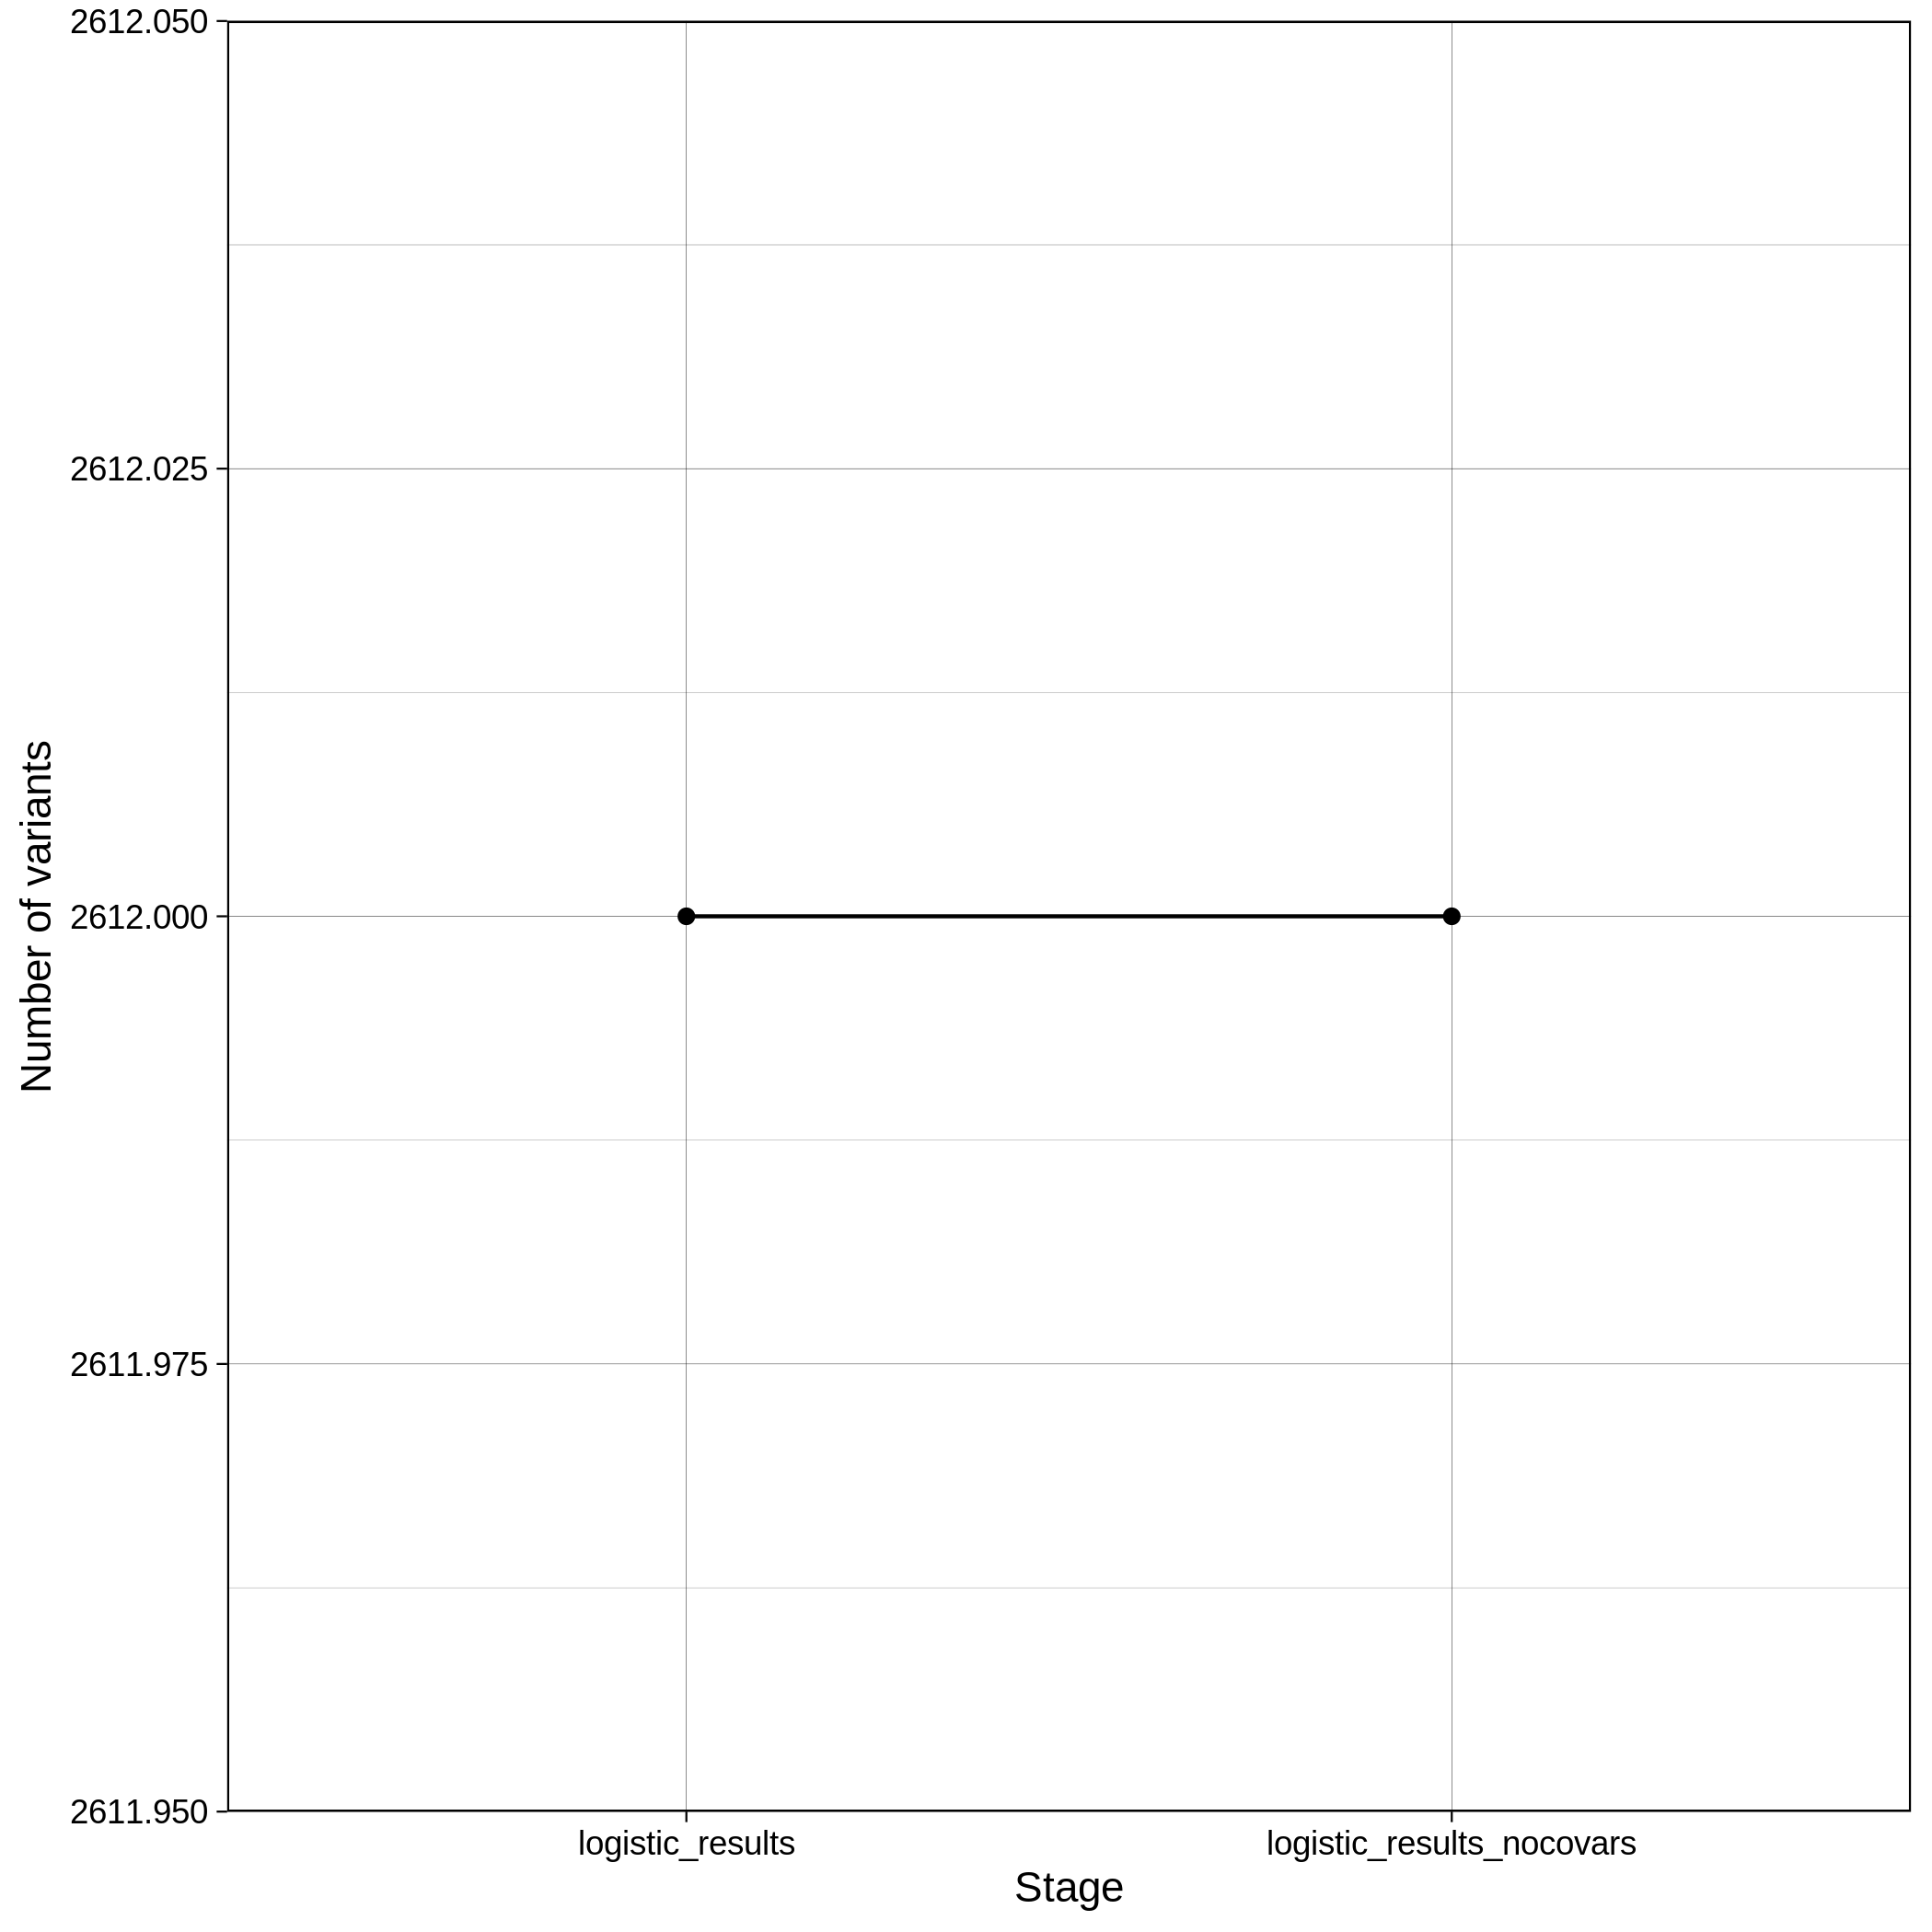 2612.050
2612.025
2612.000
2611.975
2611.950
Number of variants
logistic_results
logistic_results_nocovars
Stage